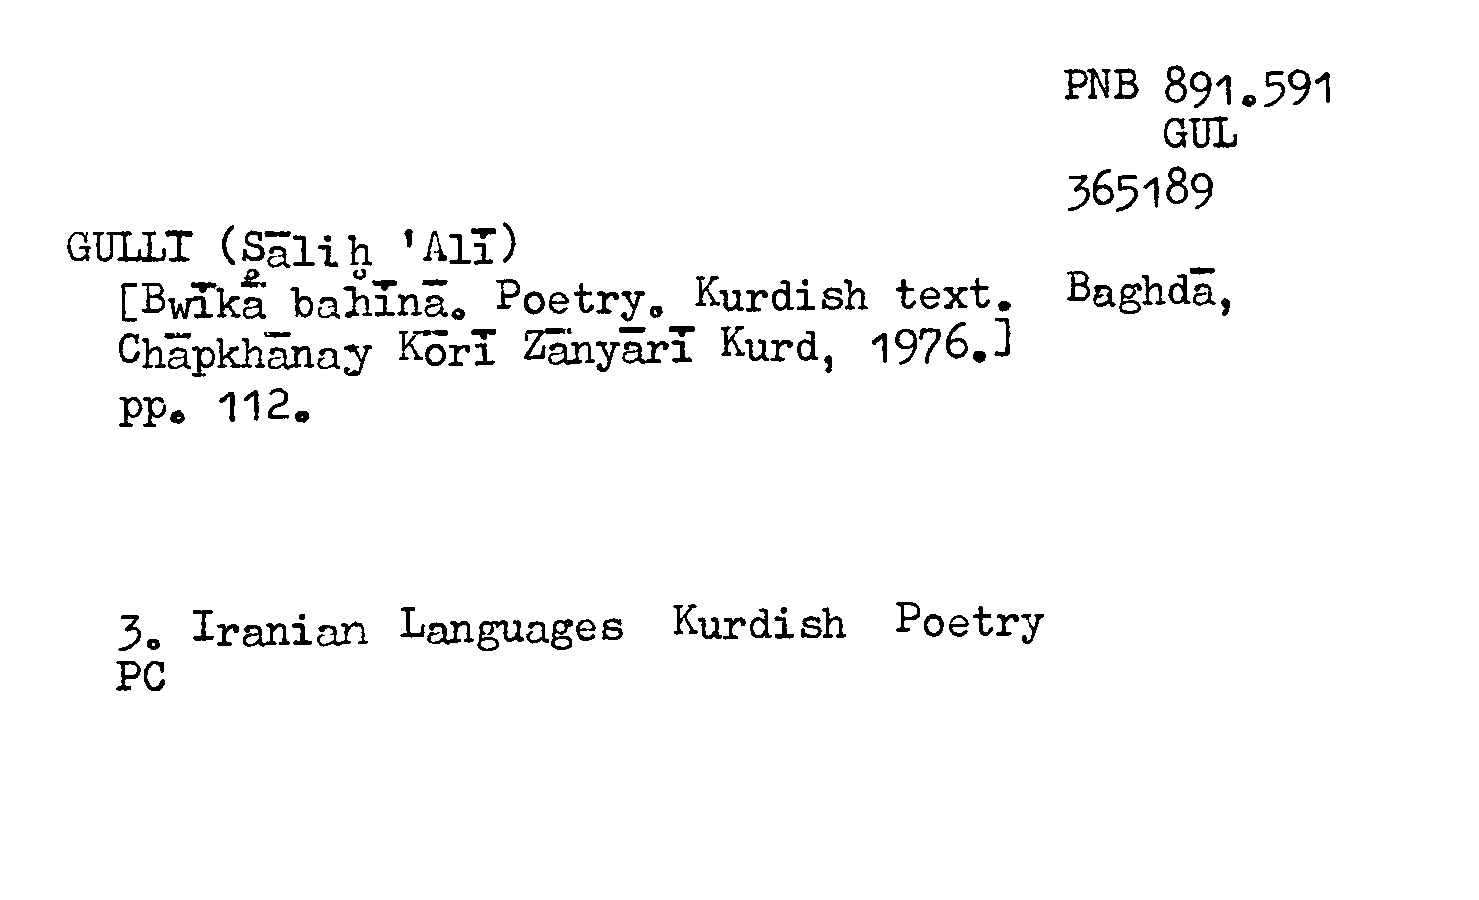 PNB 891.591
GUL
365189
GULLĪ (Ṣāliḥ 'Alī)
[Bwīkā bahīnā. Poetry. Kurdish text. Baghdā,
Chāpkhānay Kōrī Zānyārī Kurd, 1976.]
pp. 112.
3. Iranian Languages Kurdish Poetry
PC